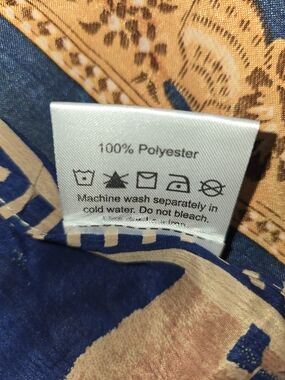 100% Polyester
Machine wash separately in
cold water. Do not bleach.